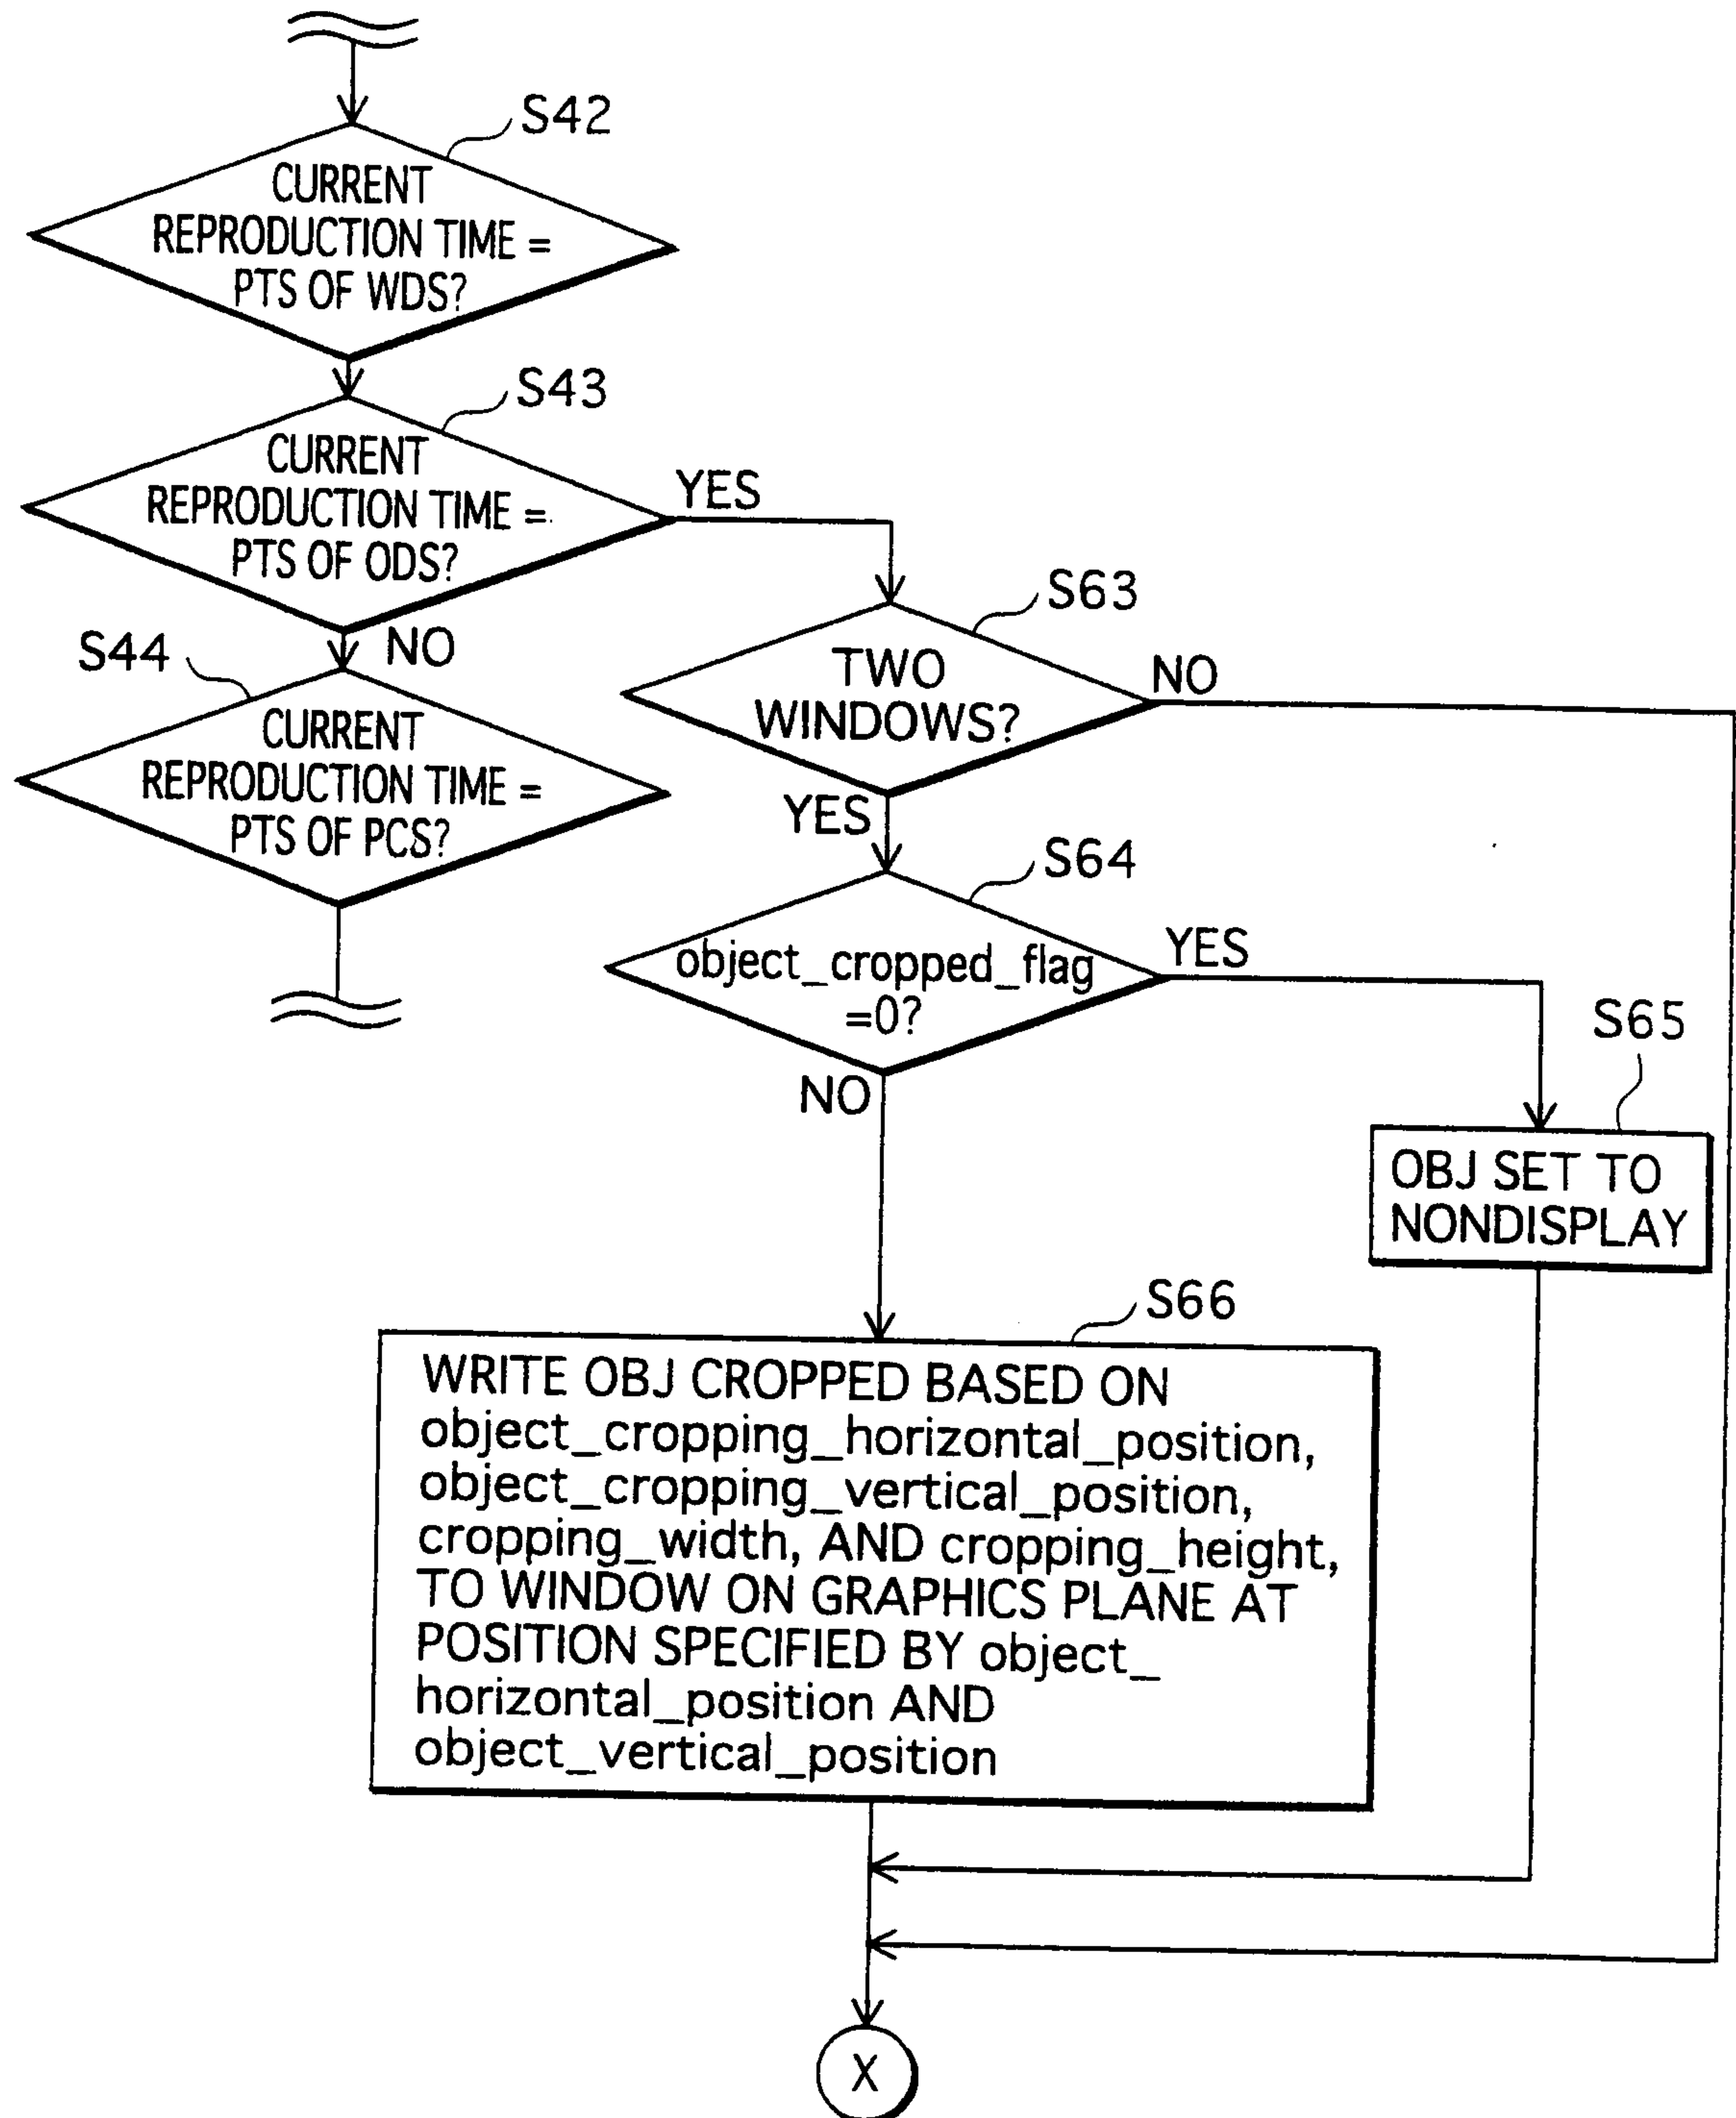 S42
CURRENT
REPRODUCTION TIME =
PTS OF WDS?
S43
CURRENT
REPRODUCTION TIME =
PTS OF ODS?
YES
NO
S63
TWO
WINDOWS?
NO
YES
S44
CURRENT
REPRODUCTION TIME =
PTS OF PCS?
S64
object_cropped_flag
=0?
YES
NO
S65
OBJ SET TO
NONDISPLAY
S66
WRITE OBJ CROPPED BASED ON
object_cropping_horizontal_position,
object_cropping_vertical_position,
cropping_width, AND cropping_height,
TO WINDOW ON GRAPHICS PLANE AT
POSITION SPECIFIED BY object_
horizontal_position AND
object_vertical_position
X